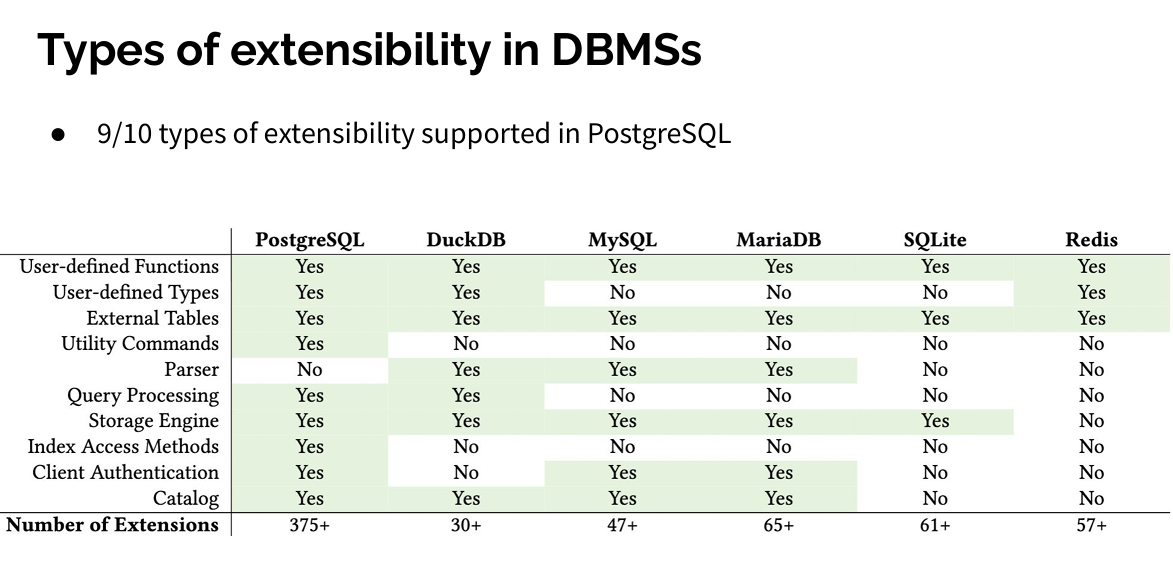 Types of extensibility in DBMSs
● 9/10 types of extensibility supported in PostgreSQL
PostgreSQL DuckDB MySQL MariaDB SQLite Redis
User-defined Functions Yes Yes Yes Yes Yes Yes
User-defined Types Yes Yes No No No Yes
External Tables Yes Yes Yes Yes Yes Yes
Utility Commands Yes No No No No No
Parser No Yes Yes Yes No No
Query Processing Yes Yes No No No No
Storage Engine Yes Yes Yes Yes Yes No
Index Access Methods Yes No No No No No
Client Authentication Yes No Yes Yes No No
Catalog Yes Yes Yes Yes No No
Number of Extensions 375+ 30+ 47+ 65+ 61+ 57+